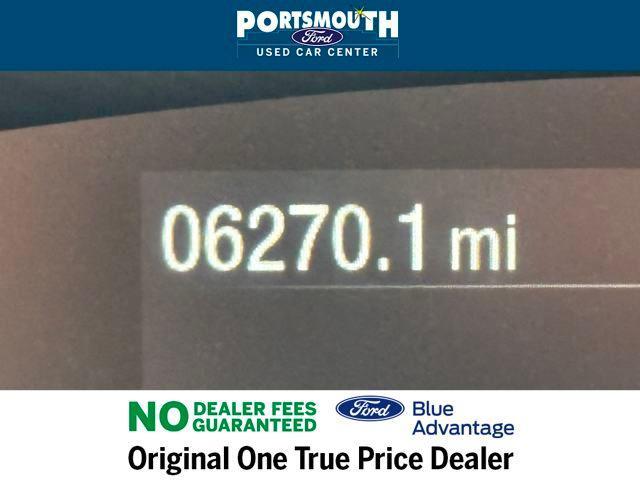 PORTSMOUTH
Ford
USED CAR CENTER
06270.1 mi
NO DEALER FEES
GUARANTEED
Ford
Blue
Advantage
Original One True Price Dealer